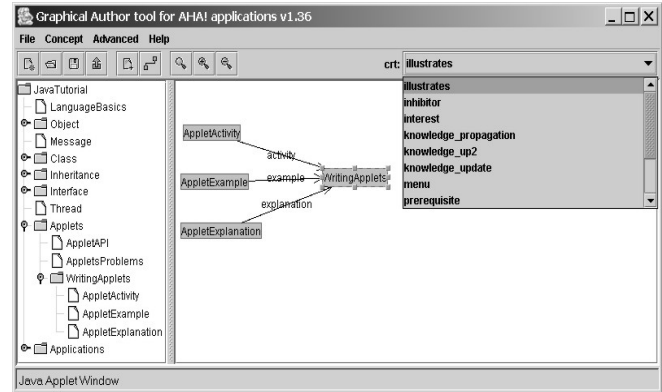 Graphical Author tool for AHA! applications v1.36
File Concept Advanced Help
crt: illustrates
illustrates
inhibitor
interest
knowledge_propagation
knowledge_up2
knowledge_update
menu
prerequisite
JavaTutorial
LanguageBasics
Object
Message
Class
Inheritance
Interface
Thread
Applets
AppletAPI
AppletsProblems
WritingApplets
AppletActivity
AppletExample
AppletExplanation
Applications
AppletActivity
activity
AppletExample
example
WritingApplets
explanation
AppletExplanation
Java Applet Window